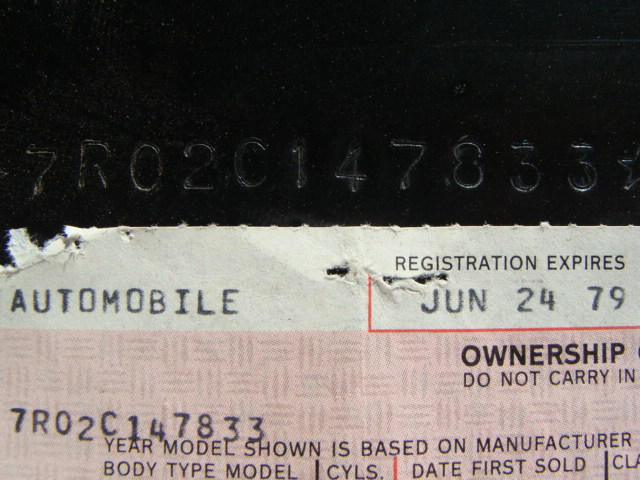 7R02C147833☆
REGISTRATION EXPIRES
AUTOMOBILE JUN 24 79
OWNERSHIP
DO NOT CARRY IN
7R02C147833
YEAR MODEL SHOWN IS BASED ON MANUFACTURER
BODY TYPE MODEL CYLS. DATE FIRST SOLD CLA